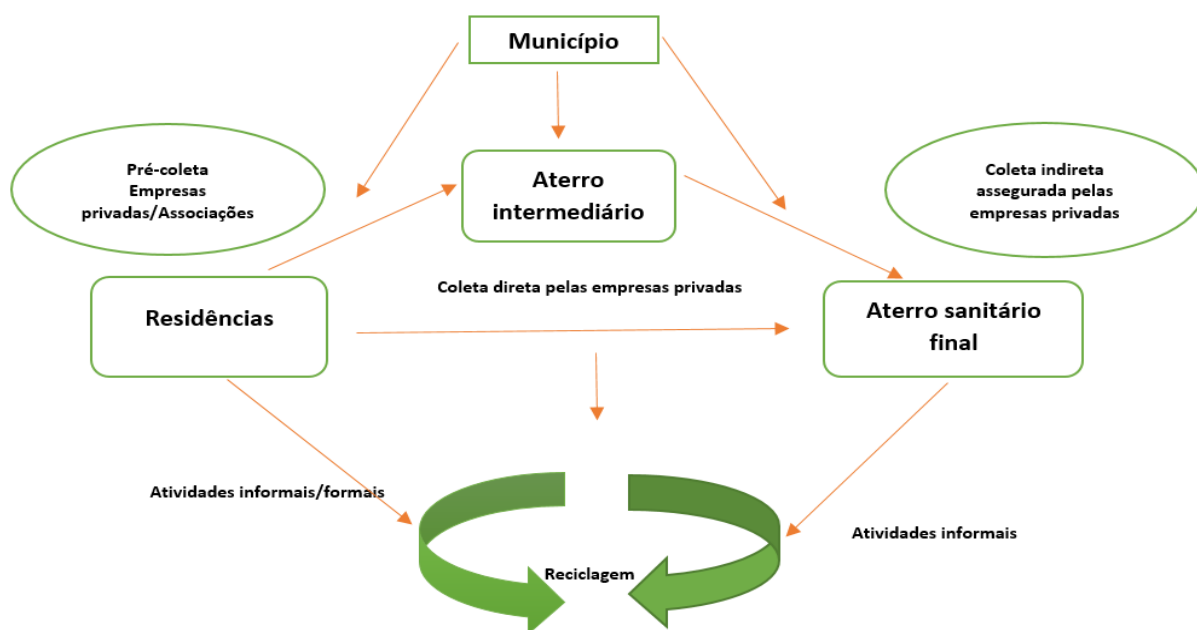 Município
Pré-coleta
Empresas
privadas/Associações
Aterro
intermediário
Coleta indireta
assegurada pelas
empresas privadas
Coleta direta pelas empresas privadas
Residências
Aterro sanitário
final
Atividades informais/formais
Atividades informais
Reciclagem